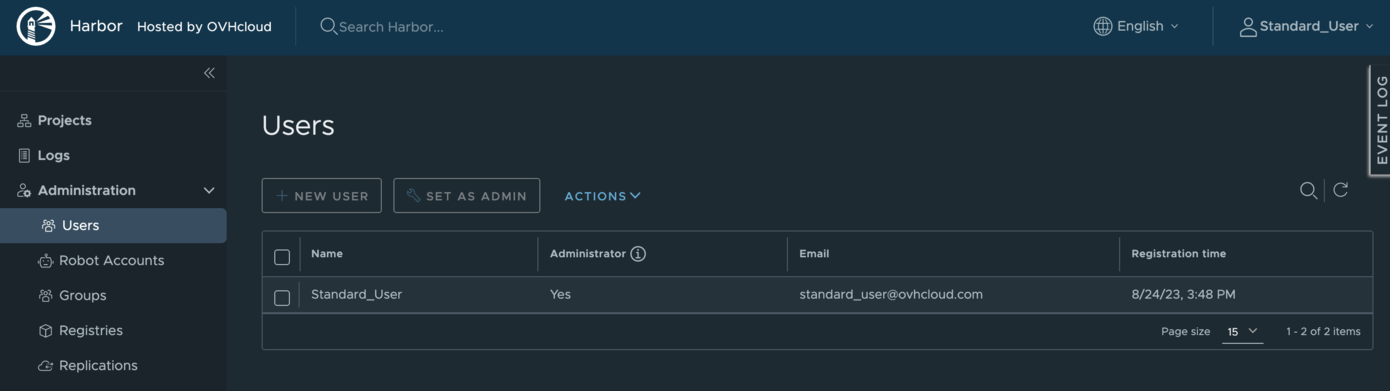 Harbor Hosted by OVHcloud Search Harbor... English Standard_User
EVENT LOG
Projects
Logs
Administration
Users
Robot Accounts
Groups
Registries
Replications
Users
NEW USER SET AS ADMIN ACTIONS
Name Administrator Email Registration time
Standard_User Yes standard_user@ovhcloud.com 8/24/23, 3:48 PM
Page size 15 1 - 2 of 2 items